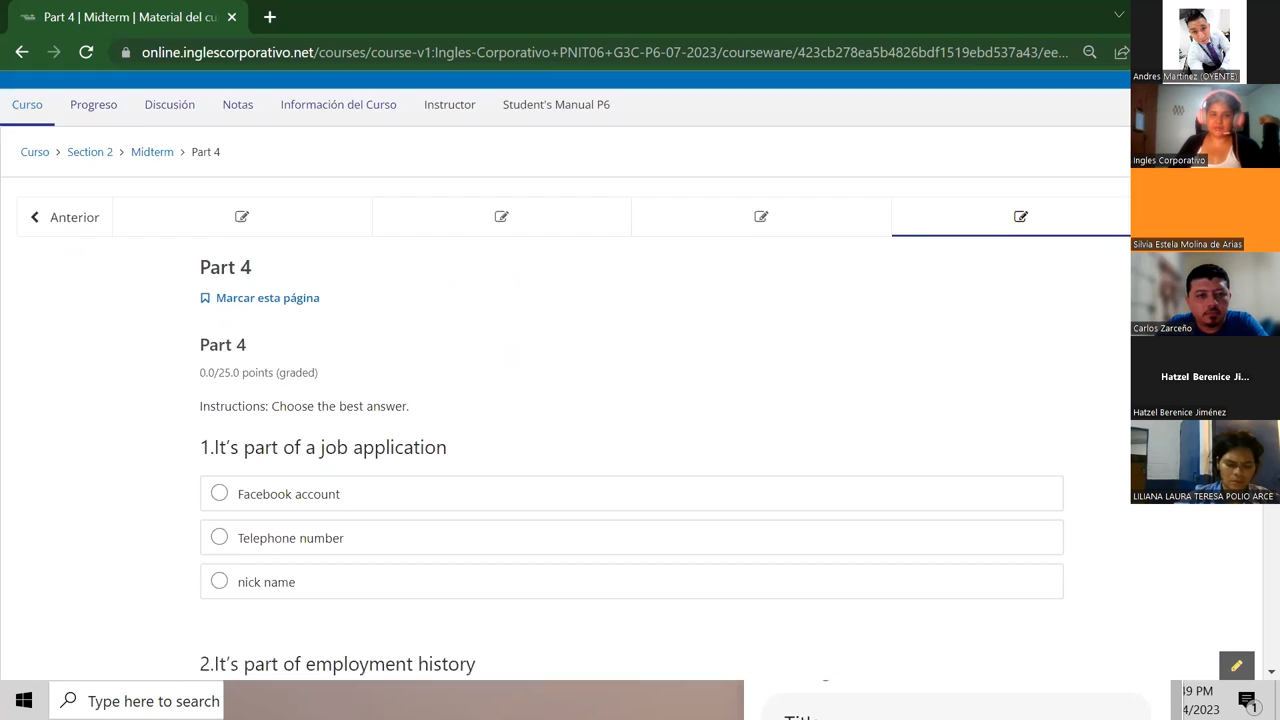 Part 4 | Midterm | Material del cu
online.inglescorporativo.net/courses/course-v1:Ingles-Corporativo+PNIT06+G3C-P6-07-2023/courseware/423cb278ea5b4826bdf1519ebd537a43/ee...
Curso Progreso Discusión Notas Información del Curso Instructor Student's Manual P6
Curso > Section 2 > Midterm > Part 4
Anterior
Part 4
Marcar esta página
Part 4
0.0/25.0 points (graded)
Instructions: Choose the best answer.
1.It's part of a job application
Facebook account
Telephone number
nick name
2.It's part of employment history
Type here to search
PM
4/2023
1
Andres Martinez (OYENTE)
Ingles Corporativo
Silvia Estela Molina de Arias
Carlos Zarceño
Hatzel Berenice Ji...
Hatzel Berenice Jiménez
LILIANA LAURA TERESA POLIO ARCE